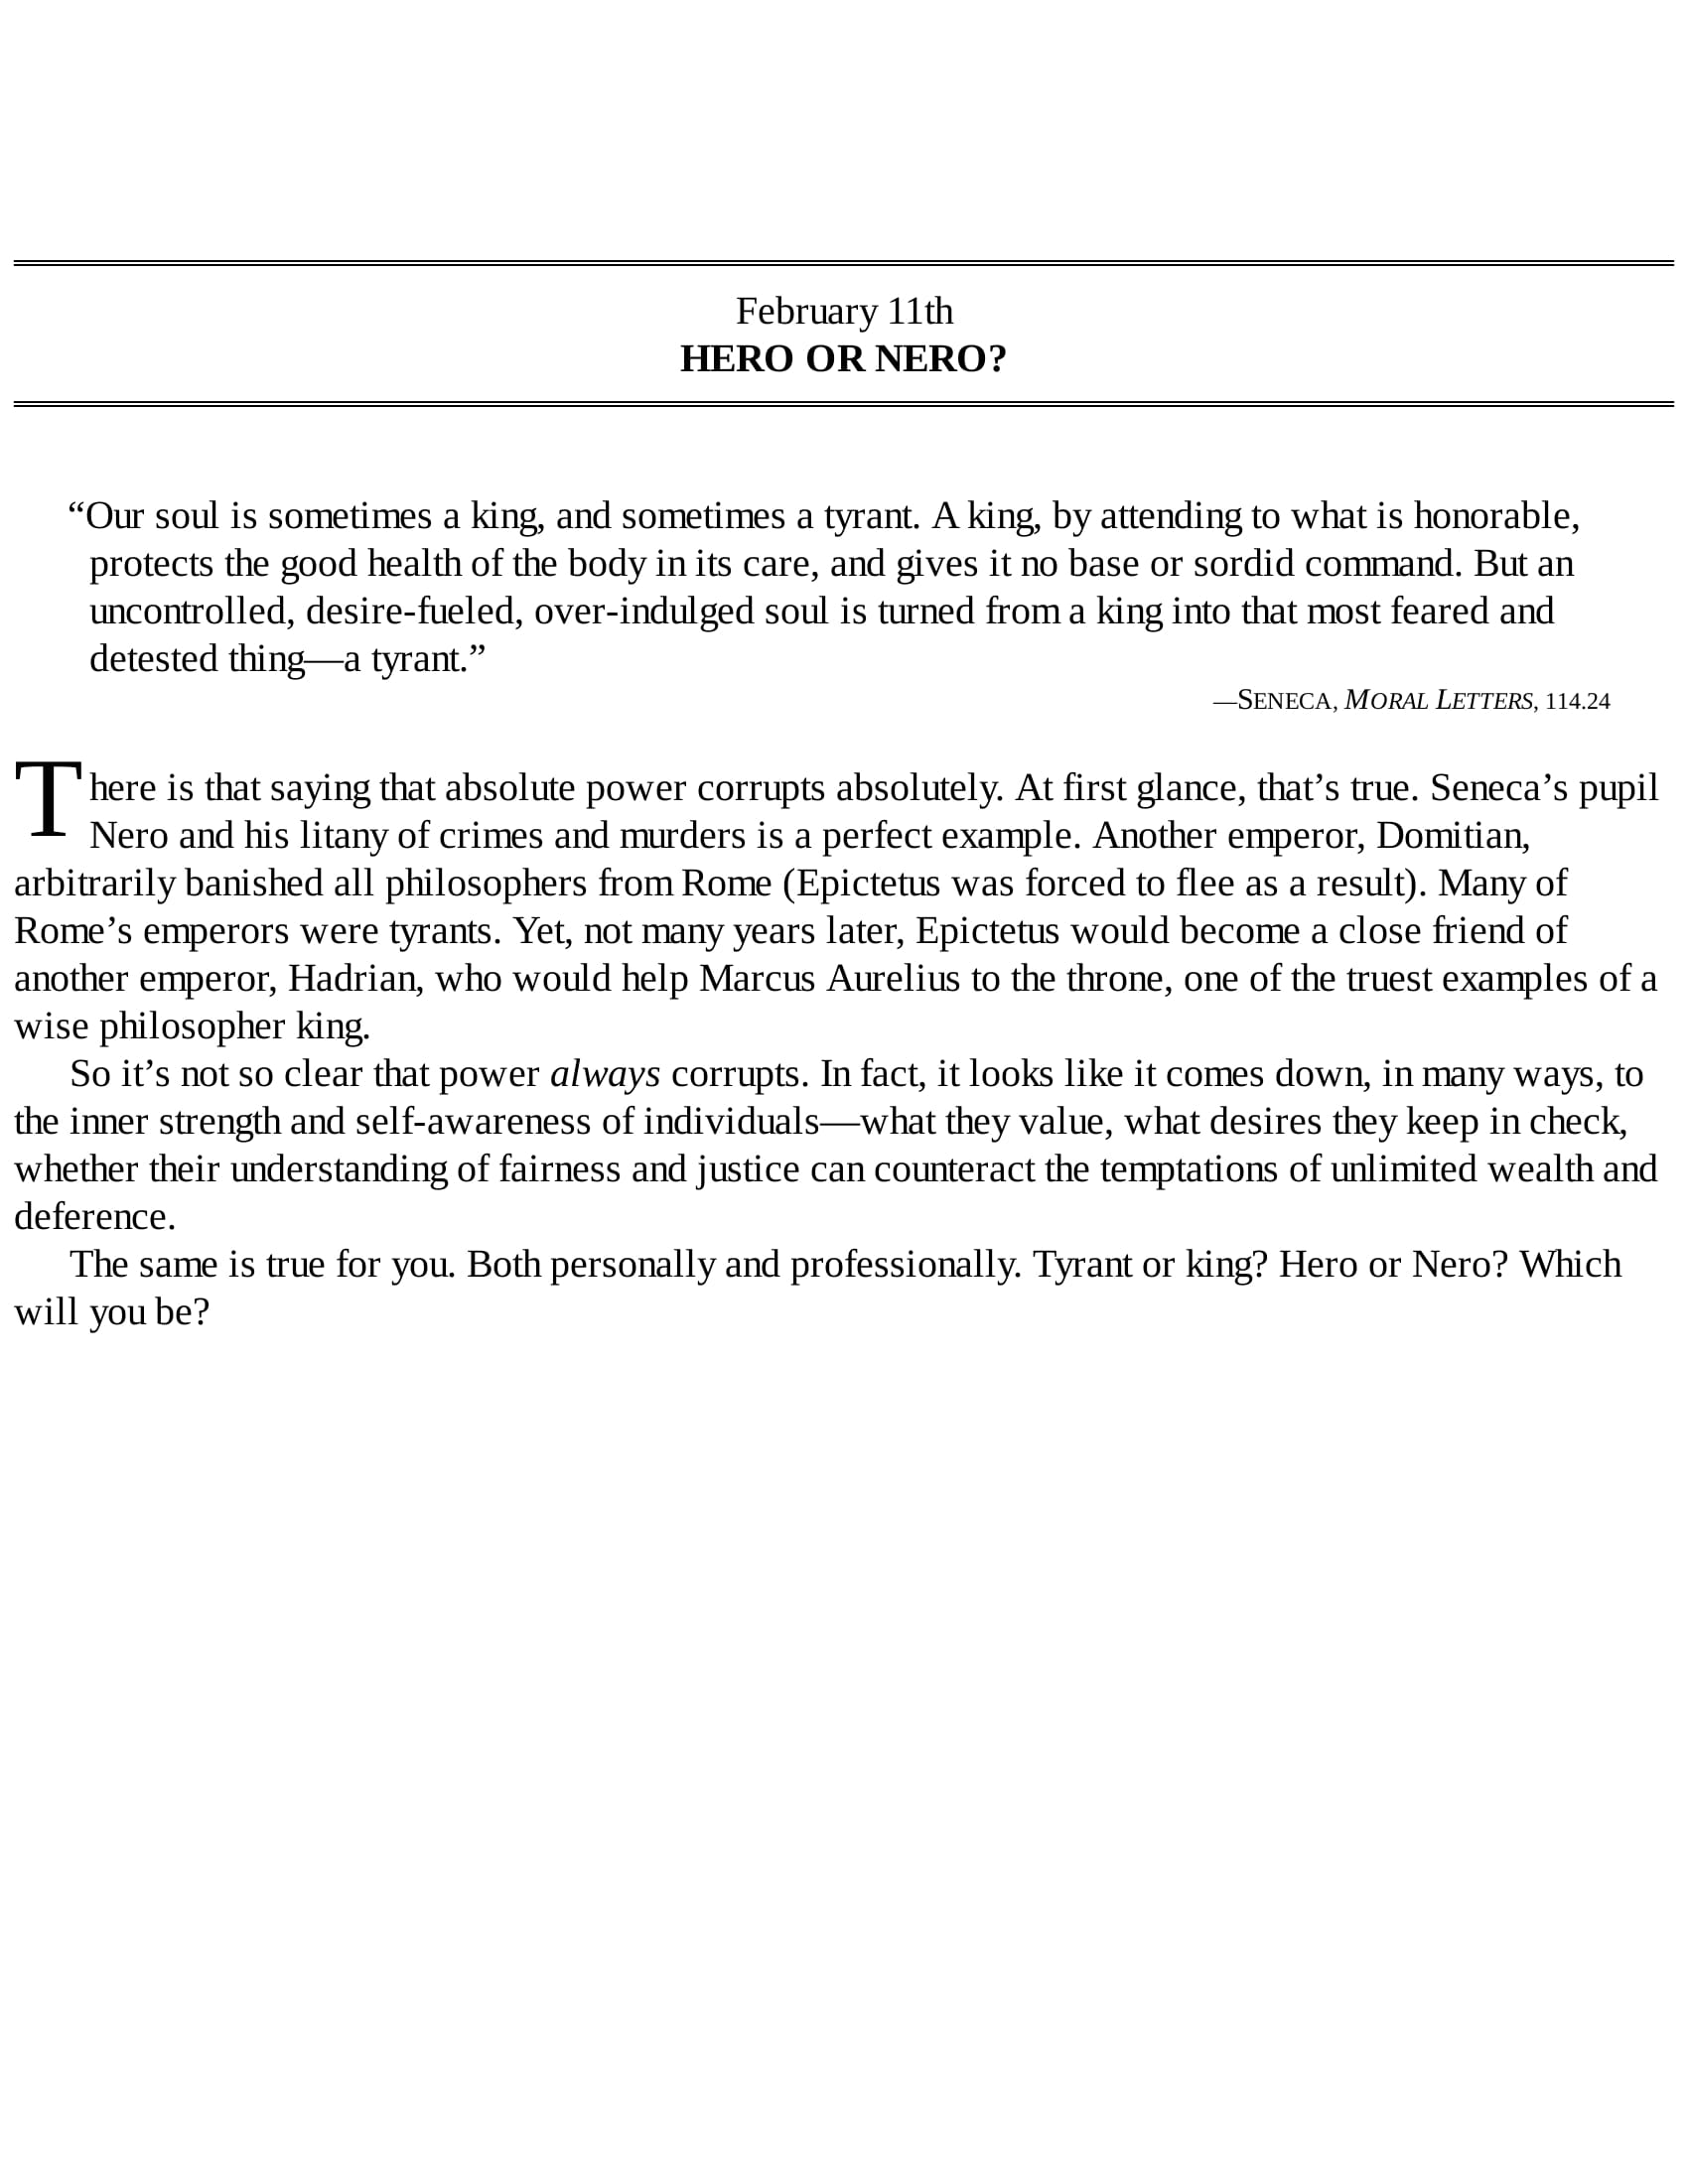 February 11th
HERO OR NERO?
“Our soul is sometimes a king, and sometimes a tyrant. A king, by attending to what is honorable,
protects the good health of the body in its care, and gives it no base or sordid command. But an
uncontrolled, desire-fueled, over-indulged soul is turned from a king into that most feared and
detested thing—a tyrant.”
—SENECA, MORAL LETTERS, 114.24
There is that saying that absolute power corrupts absolutely. At first glance, that’s true. Seneca’s pupil
Nero and his litany of crimes and murders is a perfect example. Another emperor, Domitian,
arbitrarily banished all philosophers from Rome (Epictetus was forced to flee as a result). Many of
Rome’s emperors were tyrants. Yet, not many years later, Epictetus would become a close friend of
another emperor, Hadrian, who would help Marcus Aurelius to the throne, one of the truest examples of a
wise philosopher king.
So it’s not so clear that power always corrupts. In fact, it looks like it comes down, in many ways, to
the inner strength and self-awareness of individuals—what they value, what desires they keep in check,
whether their understanding of fairness and justice can counteract the temptations of unlimited wealth and
deference.
The same is true for you. Both personally and professionally. Tyrant or king? Hero or Nero? Which
will you be?